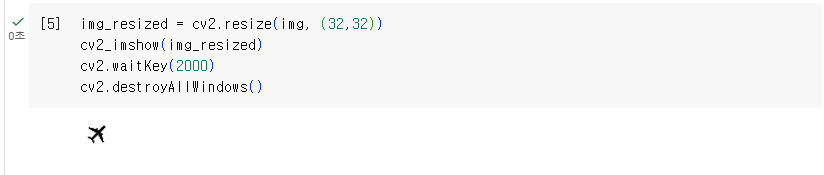 [5] img_resized = cv2.resize(img, (32,32))
0초 cv2_imshow(img_resized)
cv2.waitKey(2000)
cv2.destroyAllWindows()